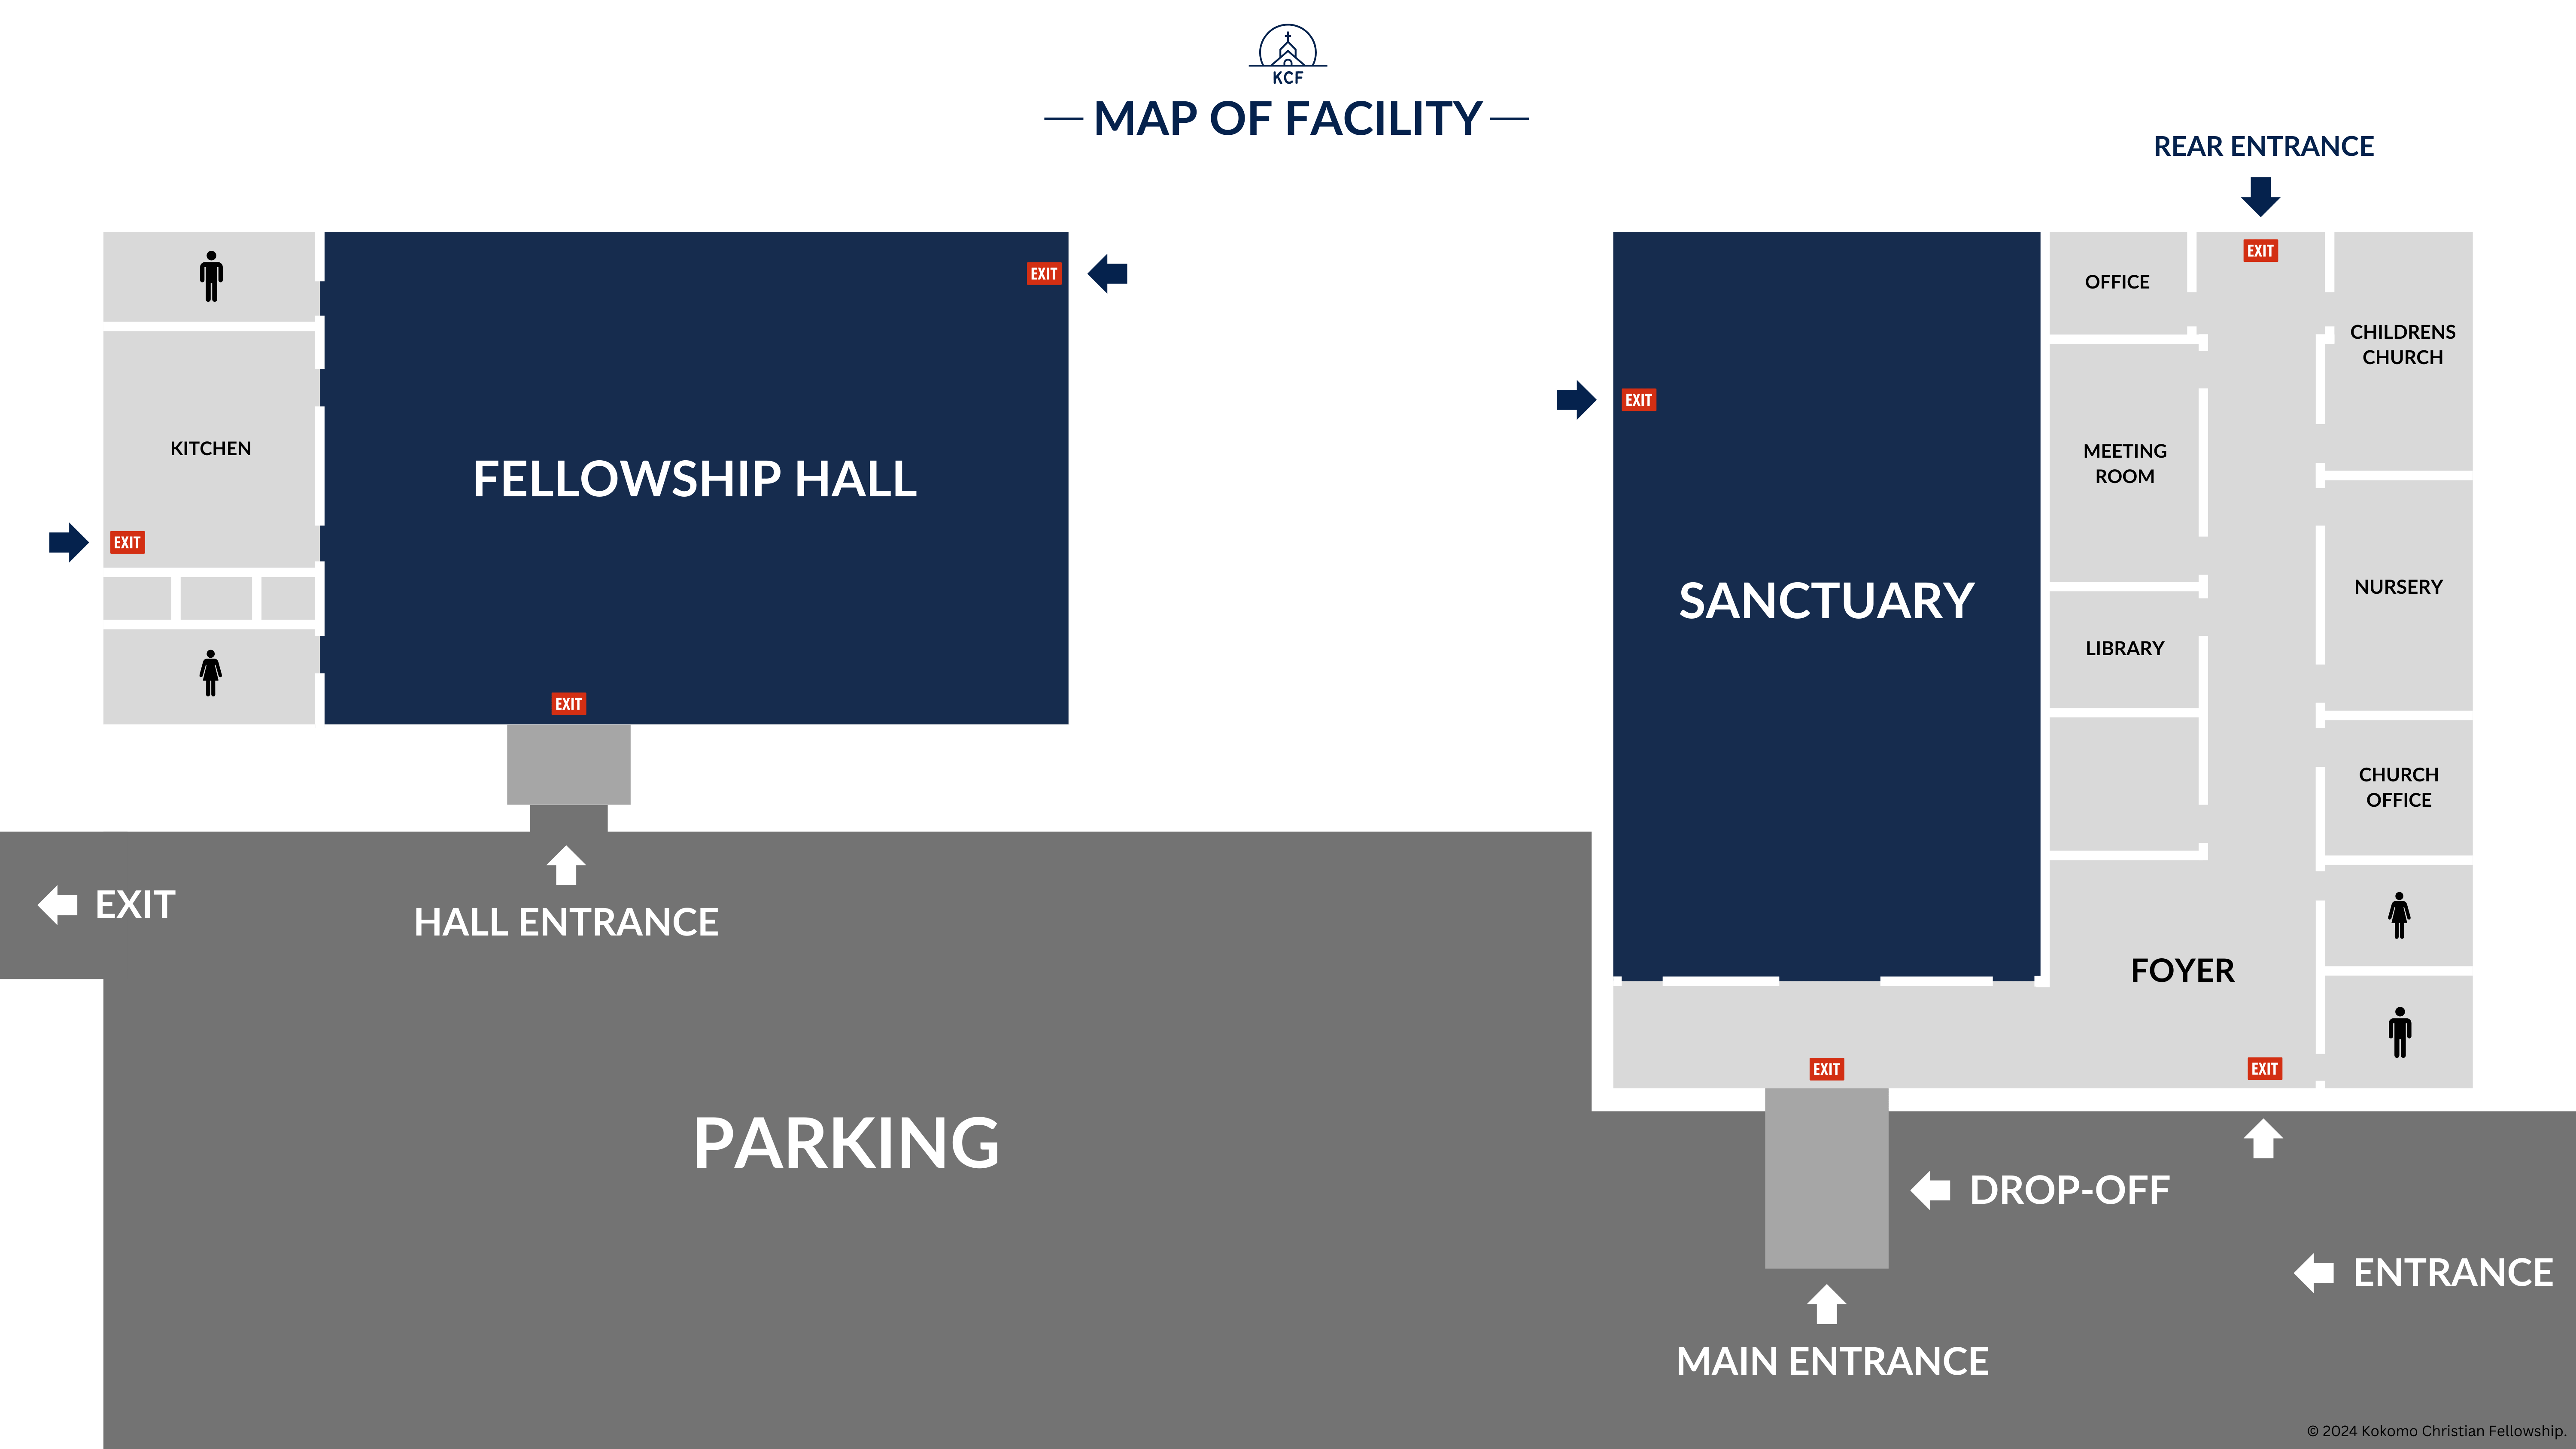 KCF
MAP OF FACILITY
REAR ENTRANCE
EXIT
EXIT
OFFICE
CHILDRENS
CHURCH
EXIT
KITCHEN
FELLOWSHIP HALL
MEETING
ROOM
EXIT
SANCTUARY
NURSERY
LIBRARY
EXIT
CHURCH
OFFICE
EXIT
HALL ENTRANCE
FOYER
EXIT
EXIT
PARKING
DROP-OFF
ENTRANCE
MAIN ENTRANCE
© 2024 Kokomo Christian Fellowship.